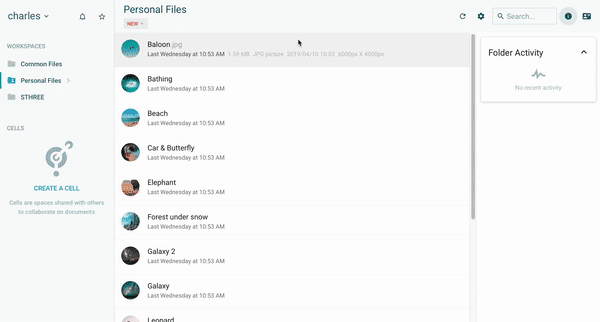 charles
WORKSPACES
Common Files
Personal Files
STHREE
CELLS
CREATE A CELL
Cells are spaces shared with others
to collaborate on documents
Personal Files
NEW
Search...
Baloon.jpg
Last Wednesday at 10:53 AM 1.59 MB JPG picture 2019/04/10 10:53 6000px X 4000px
Bathing
Last Wednesday at 10:53 AM
Beach
Last Wednesday at 10:53 AM
Car & Butterfly
Last Wednesday at 10:53 AM
Elephant
Last Wednesday at 10:53 AM
Forest under snow
Last Wednesday at 10:53 AM
Galaxy 2
Last Wednesday at 10:53 AM
Galaxy
Last Wednesday at 10:53 AM
Leopard
Folder Activity
No recent activity